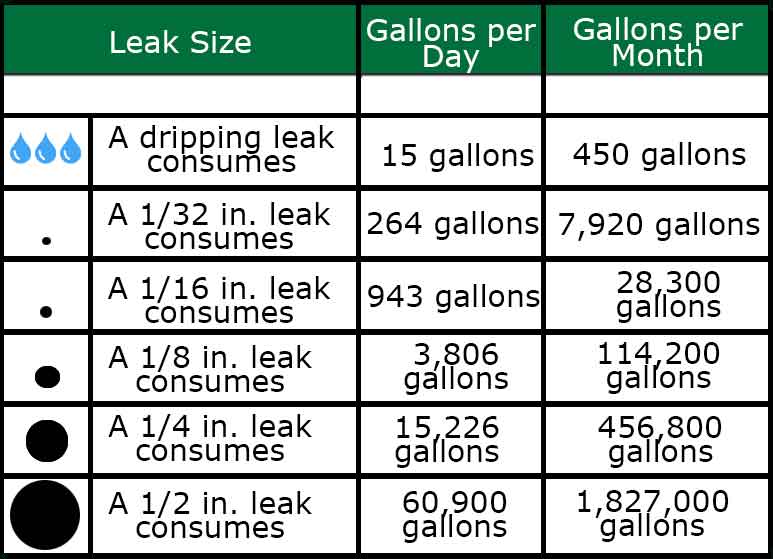 Leak Size
Gallons per
Day
Gallons per
Month
A dripping leak
consumes
15 gallons
450 gallons
A 1/32 in. leak
consumes
264 gallons
7,920 gallons
A 1/16 in. leak
consumes
943 gallons
28,300
gallons
A 1/8 in. leak
consumes
3,806
gallons
114,200
gallons
A 1/4 in. leak
consumes
15,226
gallons
456,800
gallons
A 1/2 in. leak
consumes
60,900
gallons
1,827,000
gallons